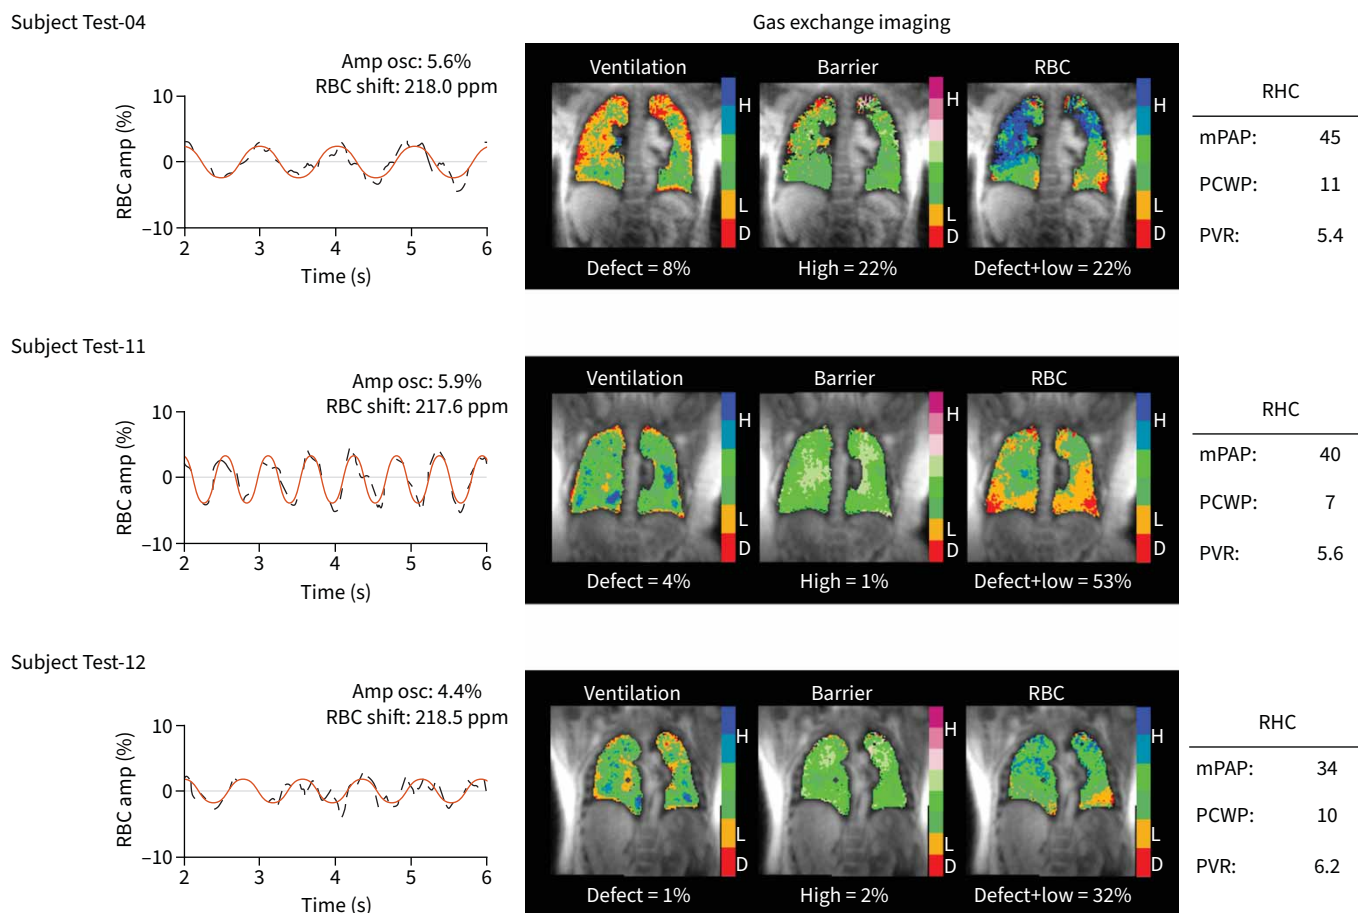 Subject Test-04
Gas exchange imaging
Amp osc: 5.6%
RBC shift: 218.0 ppm
RBC amp (%)
10
0
–10
2 3 4 5 6
Time (s)
Ventilation Barrier RBC
H H H
L L L
D D D
Defect = 8% High = 22% Defect+low = 22%
RHC
mPAP: 45
PCWP: 11
PVR: 5.4
Subject Test-11
Amp osc: 5.9%
RBC shift: 217.6 ppm
RBC amp (%)
10
0
–10
2 3 4 5 6
Time (s)
Ventilation Barrier RBC
H H H
L L L
D D D
Defect = 4% High = 1% Defect+low = 53%
RHC
mPAP: 40
PCWP: 7
PVR: 5.6
Subject Test-12
Amp osc: 4.4%
RBC shift: 218.5 ppm
RBC amp (%)
10
0
–10
2 3 4 5 6
Time (s)
Ventilation Barrier RBC
H H H
L L L
D D D
Defect = 1% High = 2% Defect+low = 32%
RHC
mPAP: 34
PCWP: 10
PVR: 6.2